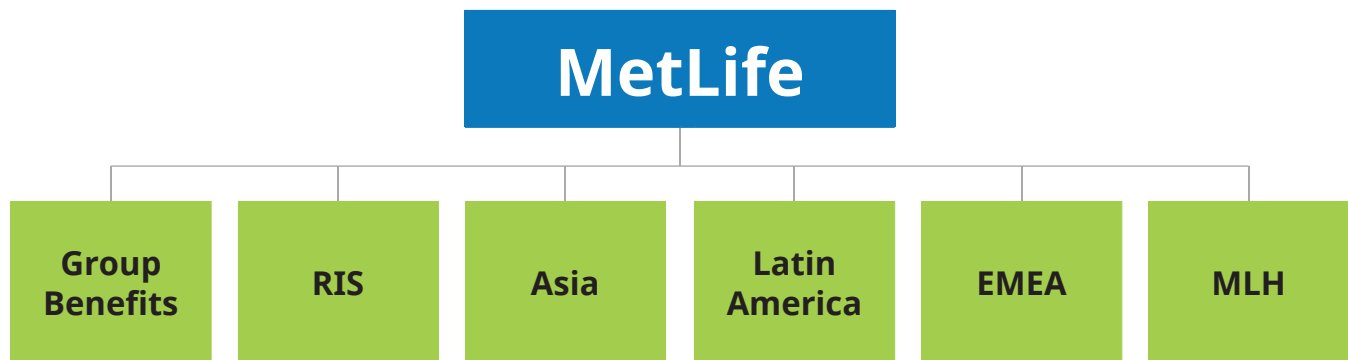 MetLife
Group
Benefits
RIS
Asia
Latin
America
EMEA
MLH